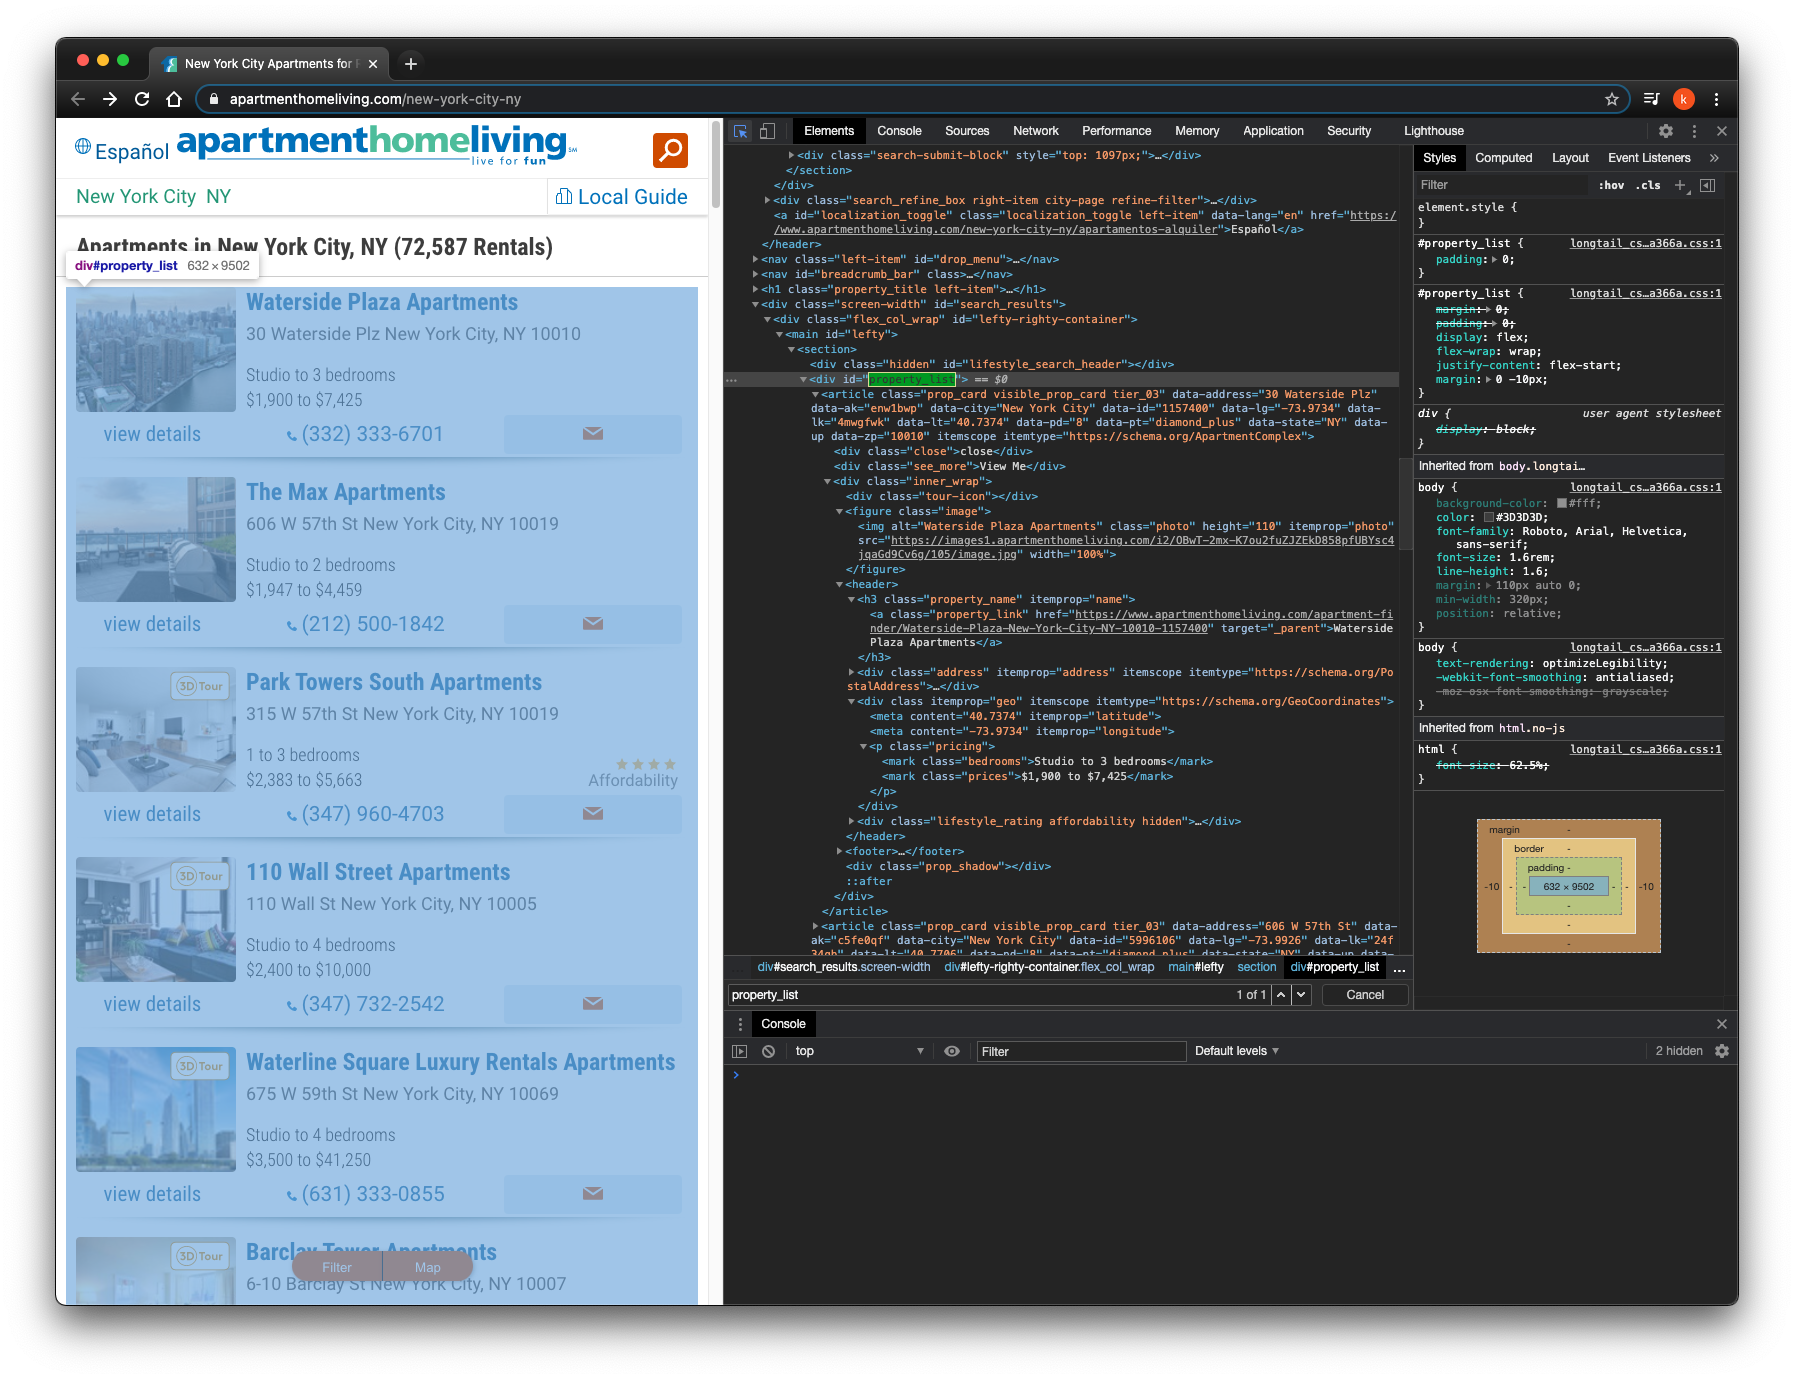 New York City Apartments for R
apartmenthomeliving.com/new-york-city-ny
k
Español
apartmenthomeliving
SM
live for fun
New York City NY
Local Guide
Apartments in New York City, NY (72,587 Rentals)
div#property_list 632 × 9502
Waterside Plaza Apartments
30 Waterside Plz New York City, NY 10010
Studio to 3 bedrooms
$1,900 to $7,425
view details
(332) 333-6701
The Max Apartments
606 W 57th St New York City, NY 10019
Studio to 2 bedrooms
$1,947 to $4,459
view details
(212) 500-1842
3D Tour
Park Towers South Apartments
315 W 57th St New York City, NY 10019
1 to 3 bedrooms
$2,383 to $5,663
Affordability
view details
(347) 960-4703
3D Tour
110 Wall Street Apartments
110 Wall St New York City, NY 10005
Studio to 4 bedrooms
$2,400 to $10,000
view details
(347) 732-2542
3D Tour
Waterline Square Luxury Rentals Apartments
675 W 59th St New York City, NY 10069
Studio to 4 bedrooms
$3,500 to $41,250
view details
(631) 333-0855
3D Tour
Barclay Tower Apartments
Filter
Map
6-10 Barclay St New York City, NY 10007
Elements Console Sources Network Performance Memory Application Security Lighthouse
<div class="search-submit-block" style="top: 1097px;">…</div>
</section>
</div>
<div class="search_refine_box right-item city-page refine-filter">…</div>
<a id="localization_toggle" class="localization_toggle left-item" data-lang="en" href="https:/
/www.apartmenthomeliving.com/new-york-city-ny/apartamentos-alquiler">Español</a>
</header>
<nav class="left-item" id="drop_menu">…</nav>
<nav id="breadcrumb_bar" class>…</nav>
<h1 class="property_title left-item">…</h1>
<div class="screen-width" id="search_results">
<div class="flex_col_wrap" id="lefty-righty-container">
<main id="lefty">
<section>
<div class="hidden" id="lifestyle_search_header"></div>
… <div id="property_list"> == $0
<article class="prop_card visible_prop_card tier_03" data-address="30 Waterside Plz"
data-ak="enw1bwp" data-city="New York City" data-id="1157400" data-lg="-73.9734" data-
lk="4mwgfwk" data-lt="40.7374" data-pd="8" data-pt="diamond_plus" data-state="NY" data-
up data-zp="10010" itemscope itemtype="https://schema.org/ApartmentComplex">
<div class="close">close</div>
<div class="see_more">View Me</div>
<div class="inner_wrap">
<div class="tour-icon"></div>
<figure class="image">
<img alt="Waterside Plaza Apartments" class="photo" height="110" itemprop="photo"
src="https://images1.apartmenthomeliving.com/i2/OBwT-2mx-K7ou2fuZJZEkD858pfUBYsc4
jqaGd9Cv6g/105/image.jpg" width="100%">
</figure>
<header>
<h3 class="property_name" itemprop="name">
<a class="property_link" href="https://www.apartmenthomeliving.com/apartment-fi
nder/Waterside-Plaza-New-York-City-NY-10010-1157400" target="_parent">Waterside
Plaza Apartments</a>
</h3>
<div class="address" itemprop="address" itemscope itemtype="https://schema.org/Po
stalAddress">…</div>
<div class itemprop="geo" itemscope itemtype="https://schema.org/GeoCoordinates">
<meta content="40.7374" itemprop="latitude">
<meta content="-73.9734" itemprop="longitude">
<p class="pricing">
<mark class="bedrooms">Studio to 3 bedrooms</mark>
<mark class="prices">$1,900 to $7,425</mark>
</p>
</div>
<div class="lifestyle_rating affordability hidden">…</div>
</header>
<footer>…</footer>
<div class="prop_shadow"></div>
::after
</div>
</article>
<article class="prop_card visible_prop_card tier_03" data-address="606 W 57th St" data-
ak="c5fe0qf" data-city="New York City" data-id="5996106" data-lg="-73.9926" data-lk="24f
34gh" data-lt="40.7706" data-pd="8" data-pt="diamond_plus" data-state="NY" data-up data-
div#search_results.screen-width div#lefty-righty-container.flex_col_wrap main#lefty section div#property_list ...
property_list
1 of 1
Cancel
Styles Computed Layout Event Listeners »
Filter
:hov .cls +
element.style {
}
#property_list { longtail_cs…a366a.css:1
padding: 0;
}
#property_list { longtail_cs…a366a.css:1
margin: 0;
padding: 0;
display: flex;
flex-wrap: wrap;
justify-content: flex-start;
margin: 0 -10px;
}
div { user agent stylesheet
display: block;
}
Inherited from body.longtai…
body { longtail_cs…a366a.css:1
background-color: #fff;
color: #3D3D3D;
font-family: Roboto, Arial, Helvetica,
sans-serif;
font-size: 1.6rem;
line-height: 1.6;
margin: 110px auto 0;
min-width: 320px;
position: relative;
}
body { longtail_cs…a366a.css:1
text-rendering: optimizeLegibility;
-webkit-font-smoothing: antialiased;
-moz-osx-font-smoothing: grayscale;
}
Inherited from html.no-js
html { longtail_cs…a366a.css:1
font-size: 62.5%;
}
margin -
border -
padding -
-10 - - 632 × 9502 - - -10
-
-
-
Console
top
Filter
Default levels
2 hidden